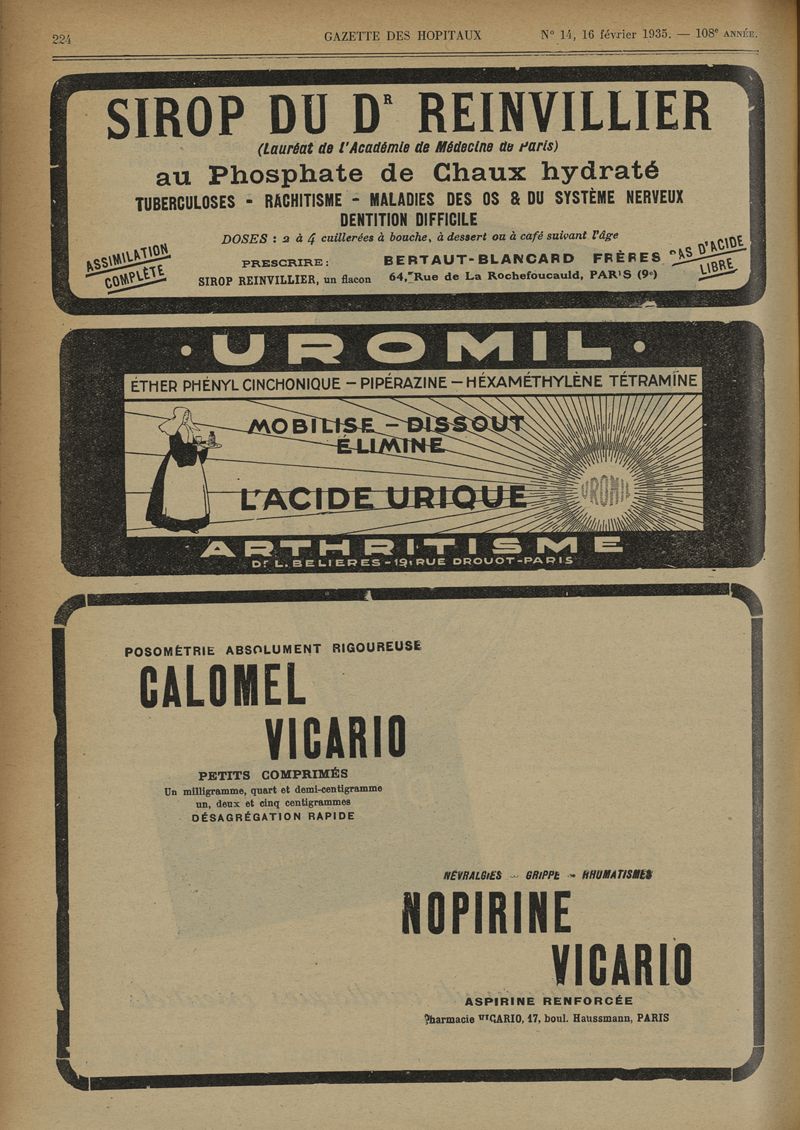 224 GAZETTE DES HOPITAUX N° 14, 16 février 1935. — 108e ANNÉE.
SIROP DU DR REINVILLIER
(Lauréat de l'Académie de Médecine de Paris)
au Phosphate de Chaux hydraté
TUBERCULOSES - RACHITISME - MALADIES DES OS & DU SYSTÈME NERVEUX
DENTITION DIFFICILE
DOSES : 2 à 4 cuillerées à bouche, à dessert ou à café suivant l'âge
ASSIMILATION
COMPLÈTE
PRESCRIRE :
SIROP REINVILLIER, un flacon
BERTAUT-BLANCARD FRÈRES
64, Rue de La Rochefoucauld, PARIS (9e)
PAS D'ACIDE
LIBRE
· UROMIL ·
ÉTHER PHÉNYL CINCHONIQUE — PIPÉRAZINE — HÉXAMÉTHYLÈNE TÉTRAMÏNE
MOBILISE - DISSOUT
ÉLIMINE
L'ACIDE URIQUE
UROMIL
ARTHRITISME
Dr L. BELIERES - 19, RUE DROUOT - PARIS
POSOMÉTRIE ABSOLUMENT RIGOUREUSE
CALOMEL
VICARIO
PETITS COMPRIMÉS
Un milligramme, quart et demi-centigramme
un, deux et cinq centigrammes
DÉSAGRÉGATION RAPIDE
NÉVRALGIES - GRIPPE - RHUMATISMES
NOPIRINE
VICARIO
ASPIRINE RENFORCÉE
Pharmacie VICARIO, 17, boul. Haussmann, PARIS